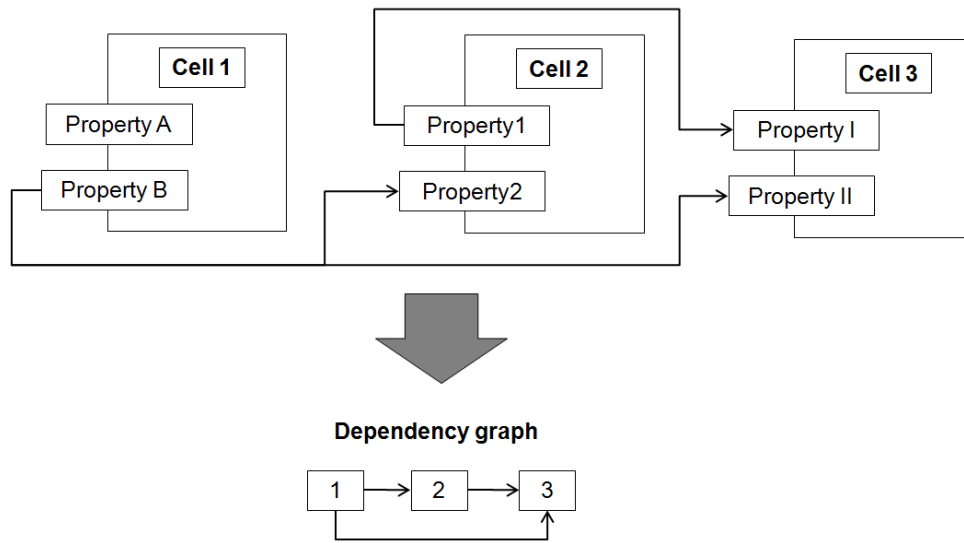 Cell 1
Property A
Property B
Cell 2
Property1
Property2
Cell 3
Property I
Property II
Dependency graph
1
2
3